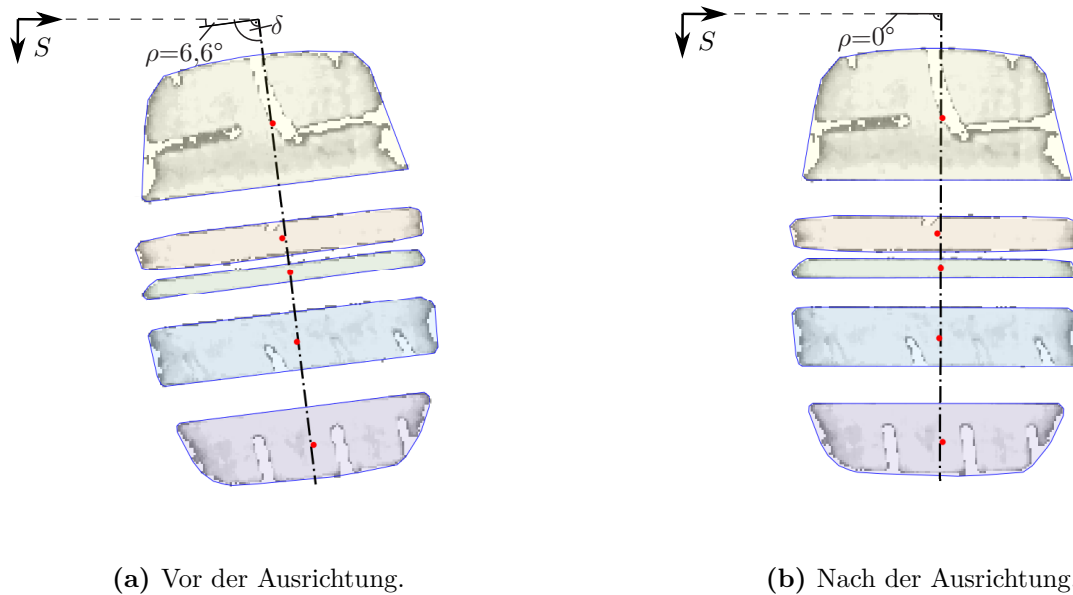 δ
S
ρ=6,6°
S
ρ=0°
(a) Vor der Ausrichtung.
(b) Nach der Ausrichtung